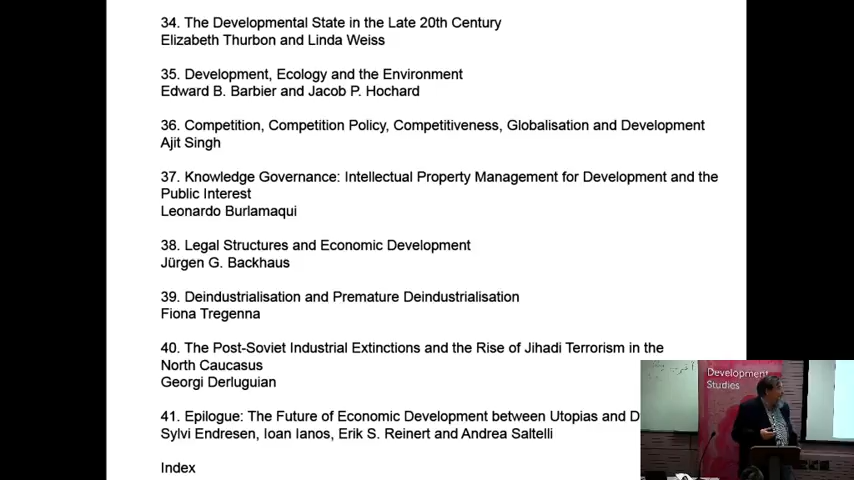 34. The Developmental State in the Late 20th Century
Elizabeth Thurbon and Linda Weiss
35. Development, Ecology and the Environment
Edward B. Barbier and Jacob P. Hochard
36. Competition, Competition Policy, Competitiveness, Globalisation and Development
Ajit Singh
37. Knowledge Governance: Intellectual Property Management for Development and the
Public Interest
Leonardo Burlamaqui
38. Legal Structures and Economic Development
Jürgen G. Backhaus
39. Deindustrialisation and Premature Deindustrialisation
Fiona Tregenna
40. The Post-Soviet Industrial Extinctions and the Rise of Jihadi Terrorism in the
North Caucasus
Georgi Derluguian
41. Epilogue: The Future of Economic Development between Utopias and D
Sylvi Endresen, Ioan Ianos, Erik S. Reinert and Andrea Saltelli
Index
Development
Studies